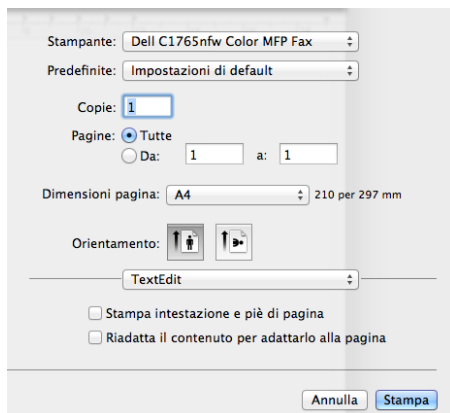 Stampante: Dell C1765nfw Color MFP Fax
Predefinite: Impostazioni di default
Copie: 1
Pagine: Tutte
Da: 1 a: 1
Dimensioni pagina: A4 210 per 297 mm
Orientamento:
TextEdit
Stampa intestazione e piè di pagina
Riadatta il contenuto per adattarlo alla pagina
Annulla Stampa